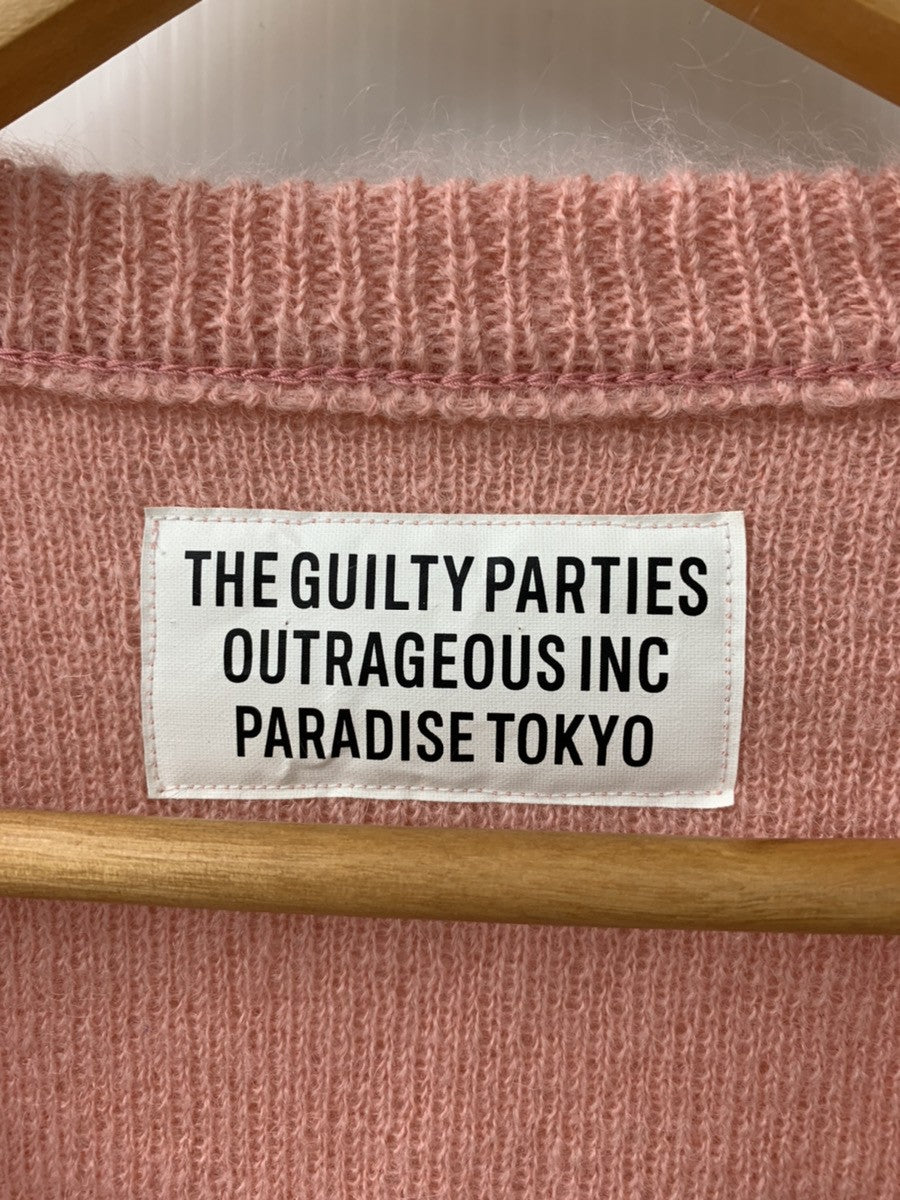 THE GUILTY PARTIES
OUTRAGEOUS INC
PARADISE TOKYO